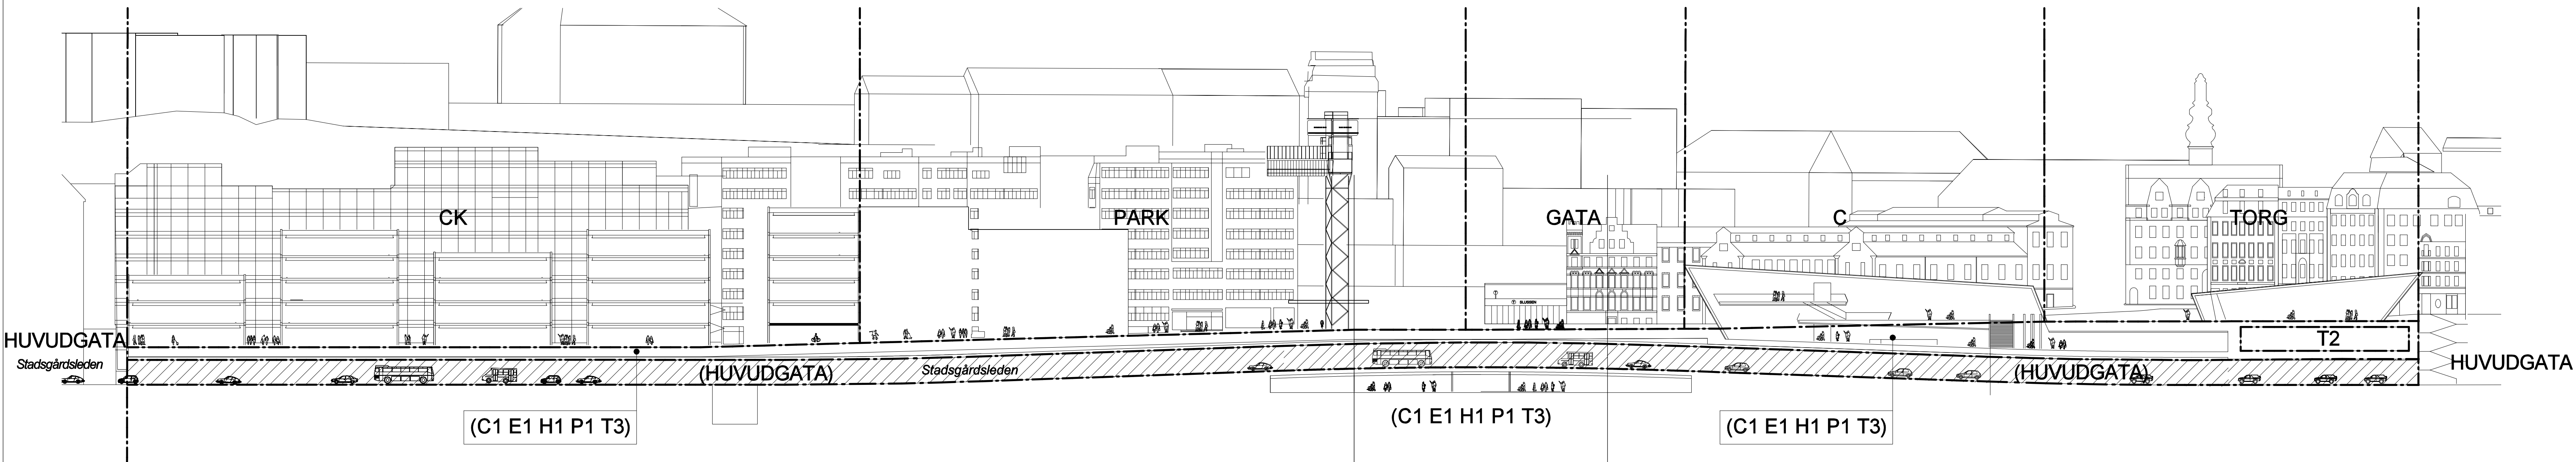 CK
PARK
GATA
C
TORG
T SLUSSEN
T
HUVUDGATA
Stadsgårdsleden
(HUVUDGATA)
Stadsgårdsleden
(HUVUDGATA)
T2
HUVUDGATA
(C1 E1 H1 P1 T3)
(C1 E1 H1 P1 T3)
(C1 E1 H1 P1 T3)